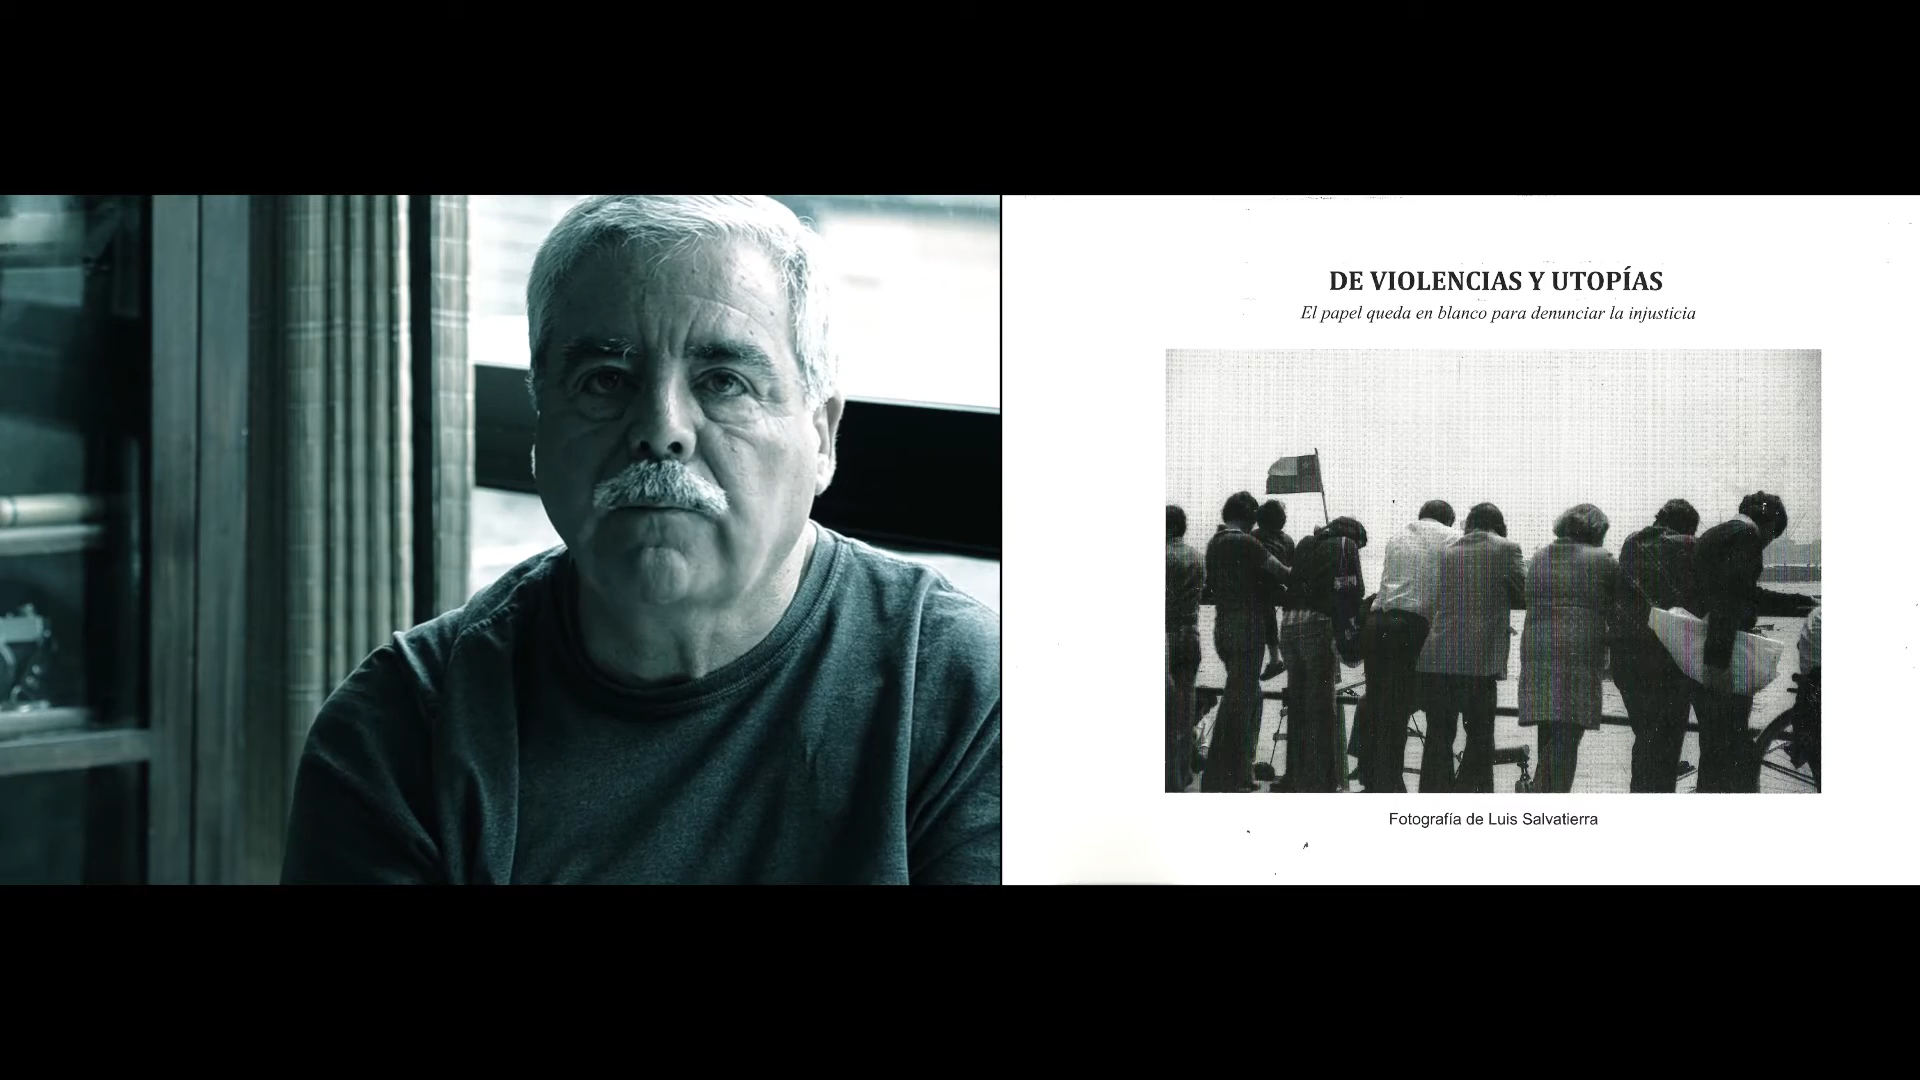 DE VIOLENCIAS Y UTOPÍAS
El papel queda en blanco para denunciar la injusticia
Fotografía de Luis Salvatierra